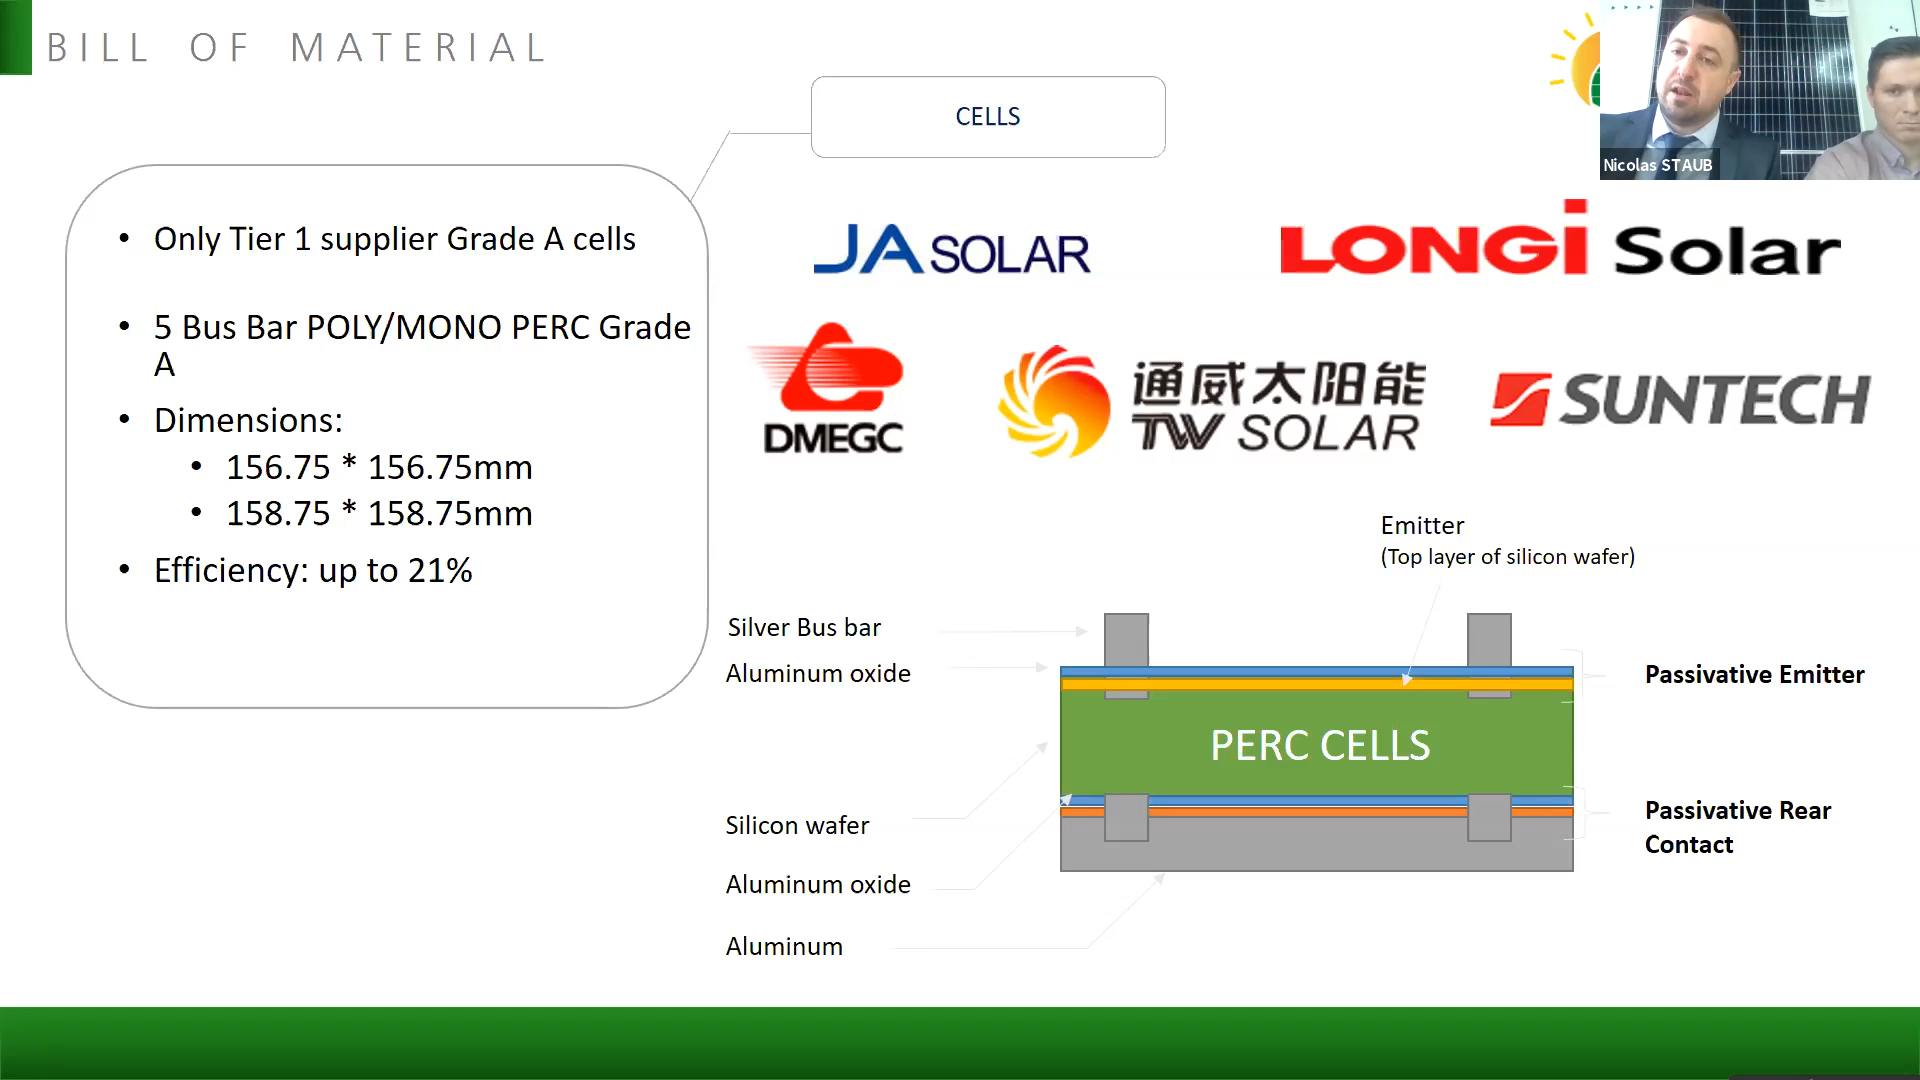 BILL OF MATERIAL
CELLS
Nicolas STAUB
• Only Tier 1 supplier Grade A cells
• 5 Bus Bar POLY/MONO PERC Grade
A
• Dimensions:
• 156.75 * 156.75mm
• 158.75 * 158.75mm
• Efficiency: up to 21%
JA SOLAR
LONGi Solar
DMEGC
通威太阳能
TW SOLAR
SUNTECH
Emitter
(Top layer of silicon wafer)
Silver Bus bar
Aluminum oxide
Silicon wafer
Aluminum oxide
Aluminum
PERC CELLS
Passivative Emitter
Passivative Rear
Contact